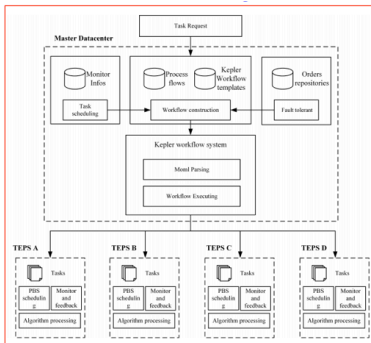 Task Request
Master Datacenter
Monitor
Infos
Process
flows
Kepler
Workflow
templates
Orders
repositories
Task
scheduling
Workflow construction
Fault tolerant
Kepler workflow system
Moml Parsing
Workflow Executing
TEPS A
TEPS B
TEPS C
TEPS D
Tasks
Tasks
Tasks
Tasks
PBS
schedulin
g
Monitor
and
feedback
PBS
schedulin
g
Monitor
and
feedback
PBS
schedulin
g
Monitor
and
feedback
PBS
schedulin
g
Monitor
and
feedback
Algorithm processing
Algorithm processing
Algorithm processing
Algorithm processing